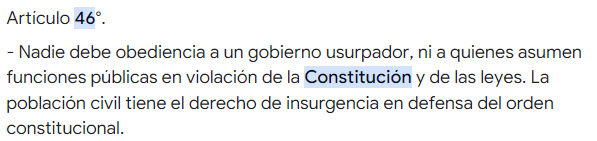 Artículo 46°.
- Nadie debe obediencia a un gobierno usurpador, ni a quienes asumen
funciones públicas en violación de la Constitución y de las leyes. La
población civil tiene el derecho de insurgencia en defensa del orden
constitucional.